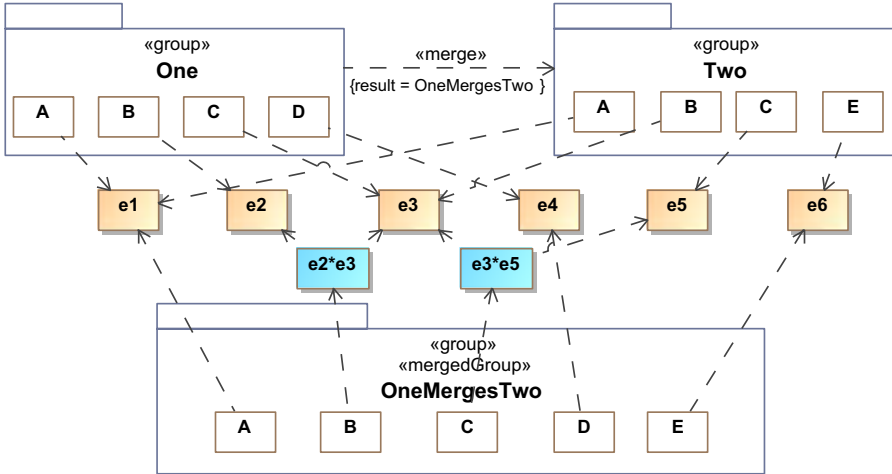 «group»
One
A
B
C
D
«merge»
{result = OneMergesTwo }
«group»
Two
A
B
C
E
e1
e2
e3
e4
e5
e6
e2*e3
e3*e5
«group»
«mergedGroup»
OneMergesTwo
A
B
C
D
E